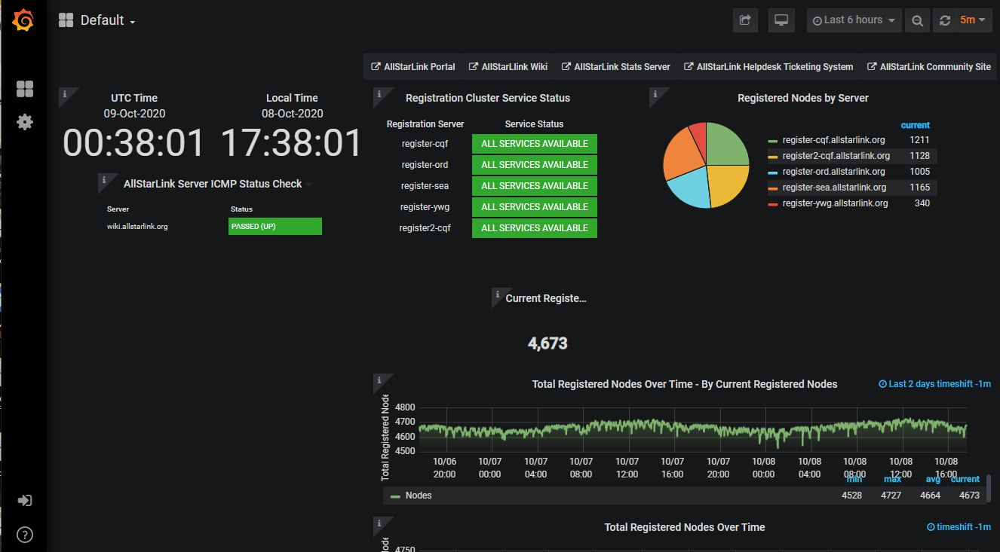 Default
Last 6 hours
5m
AllStarLink Portal
AllStarLlink Wiki
AllStarLink Stats Server
AllStarLink Helpdesk Ticketing System
AllStarLink Community Site
UTC Time
09-Oct-2020
00:38:01
Local Time
08-Oct-2020
17:38:01
AllStarLink Server ICMP Status Check
Server Status
wiki.allstarlink.org PASSED (UP)
Registration Cluster Service Status
Registration Server Service Status
register-cqf ALL SERVICES AVAILABLE
register-ord ALL SERVICES AVAILABLE
register-sea ALL SERVICES AVAILABLE
register-ywg ALL SERVICES AVAILABLE
register2-cqf ALL SERVICES AVAILABLE
Registered Nodes by Server
current
register-cqf.allstarlink.org 1211
register2-cqf.allstarlink.org 1128
register-ord.allstarlink.org 1005
register-sea.allstarlink.org 1165
register-ywg.allstarlink.org 340
Current Registe...
4,673
Total Registered Nodes Over Time - By Current Registered Nodes
Last 2 days timeshift -1m
Total Registered Node
4800
4700
4600
4500
10/06 10/07 10/07 10/07 10/07 10/07 10/07 10/08 10/08 10/08 10/08 10/08
20:00 00:00 04:00 08:00 12:00 16:00 20:00 00:00 04:00 08:00 12:00 16:00
min max avg current
Nodes 4528 4727 4664 4673
Total Registered Nodes Over Time
timeshift -1m
4750